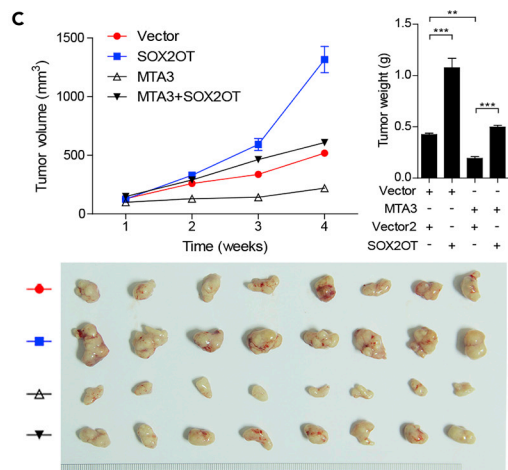 C
Tumor volume (mm3)
1500
1000
500
0
1
2
3
4
Time (weeks)
Vector
SOX2OT
MTA3
MTA3+SOX2OT
Tumor weight (g)
1.5
1.0
0.5
0.0
**
***
***
Vector + + - -
MTA3 - - + +
Vector2 + - + -
SOX2OT - + - +